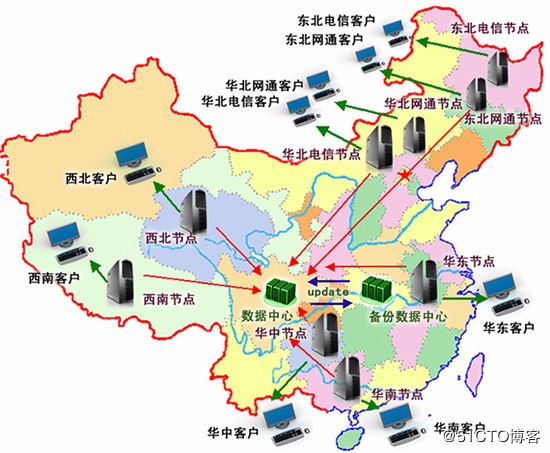 东北电信客户
东北电信节点
东北网通客户
华北网通客户
华北电信客户
华北网通节点
东北网通节点
华北电信节点
西北客户
西北节点
西南客户
西南节点
华东节点
update
数据中心
备份数据中心
华中节点
华东客户
华南节点
华中客户
华南客户
@51CTO博客